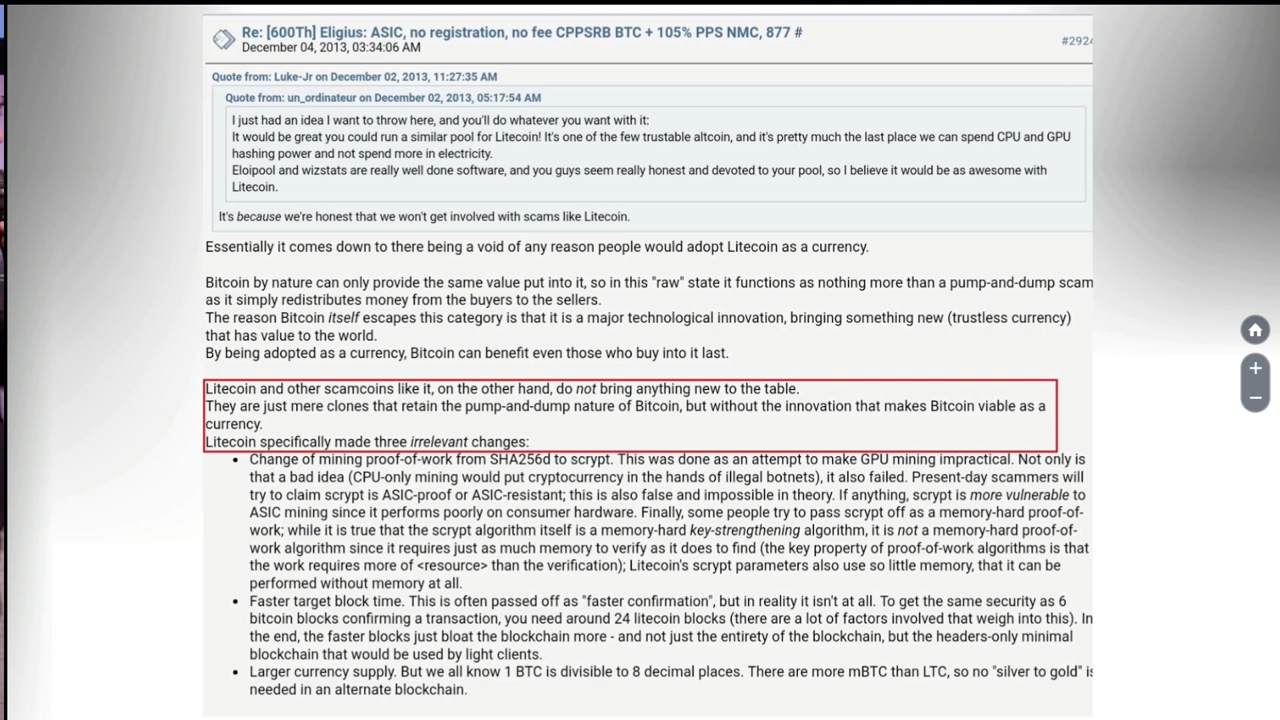 Re: [600Th] Eligius: ASIC, no registration, no fee CPPSRB BTC + 105% PPS NMC, 877 #
December 04, 2013, 03:34:06 AM
#2924
Quote from: Luke-Jr on December 02, 2013, 11:27:35 AM
Quote from: un_ordinateur on December 02, 2013, 05:17:54 AM
I just had an idea I want to throw here, and you'll do whatever you want with it:
It would be great you could run a similar pool for Litecoin! It's one of the few trustable altcoin, and it's pretty much the last place we can spend CPU and GPU
hashing power and not spend more in electricity.
Eloipool and wizstats are really well done software, and you guys seem really honest and devoted to your pool, so I believe it would be as awesome with
Litecoin.
It's because we're honest that we won't get involved with scams like Litecoin.
Essentially it comes down to there being a void of any reason people would adopt Litecoin as a currency.
Bitcoin by nature can only provide the same value put into it, so in this "raw" state it functions as nothing more than a pump-and-dump scam
as it simply redistributes money from the buyers to the sellers.
The reason Bitcoin itself escapes this category is that it is a major technological innovation, bringing something new (trustless currency)
that has value to the world.
By being adopted as a currency, Bitcoin can benefit even those who buy into it last.
Litecoin and other scamcoins like it, on the other hand, do not bring anything new to the table.
They are just mere clones that retain the pump-and-dump nature of Bitcoin, but without the innovation that makes Bitcoin viable as a
currency.
Litecoin specifically made three irrelevant changes:
• Change of mining proof-of-work from SHA256d to scrypt. This was done as an attempt to make GPU mining impractical. Not only is
that a bad idea (CPU-only mining would put cryptocurrency in the hands of illegal botnets), it also failed. Present-day scammers will
try to claim scrypt is ASIC-proof or ASIC-resistant; this is also false and impossible in theory. If anything, scrypt is more vulnerable to
ASIC mining since it performs poorly on consumer hardware. Finally, some people try to pass scrypt off as a memory-hard proof-of-
work; while it is true that the scrypt algorithm itself is a memory-hard key-strengthening algorithm, it is not a memory-hard proof-of-
work algorithm since it requires just as much memory to verify as it does to find (the key property of proof-of-work algorithms is that
the work requires more of <resource> than the verification); Litecoin's scrypt parameters also use so little memory, that it can be
performed without memory at all.
• Faster target block time. This is often passed off as "faster confirmation", but in reality it isn't at all. To get the same security as 6
bitcoin blocks confirming a transaction, you need around 24 litecoin blocks (there are a lot of factors involved that weigh into this). In
the end, the faster blocks just bloat the blockchain more - and not just the entirety of the blockchain, but the headers-only minimal
blockchain that would be used by light clients.
• Larger currency supply. But we all know 1 BTC is divisible to 8 decimal places. There are more mBTC than LTC, so no "silver to gold" is
needed in an alternate blockchain.